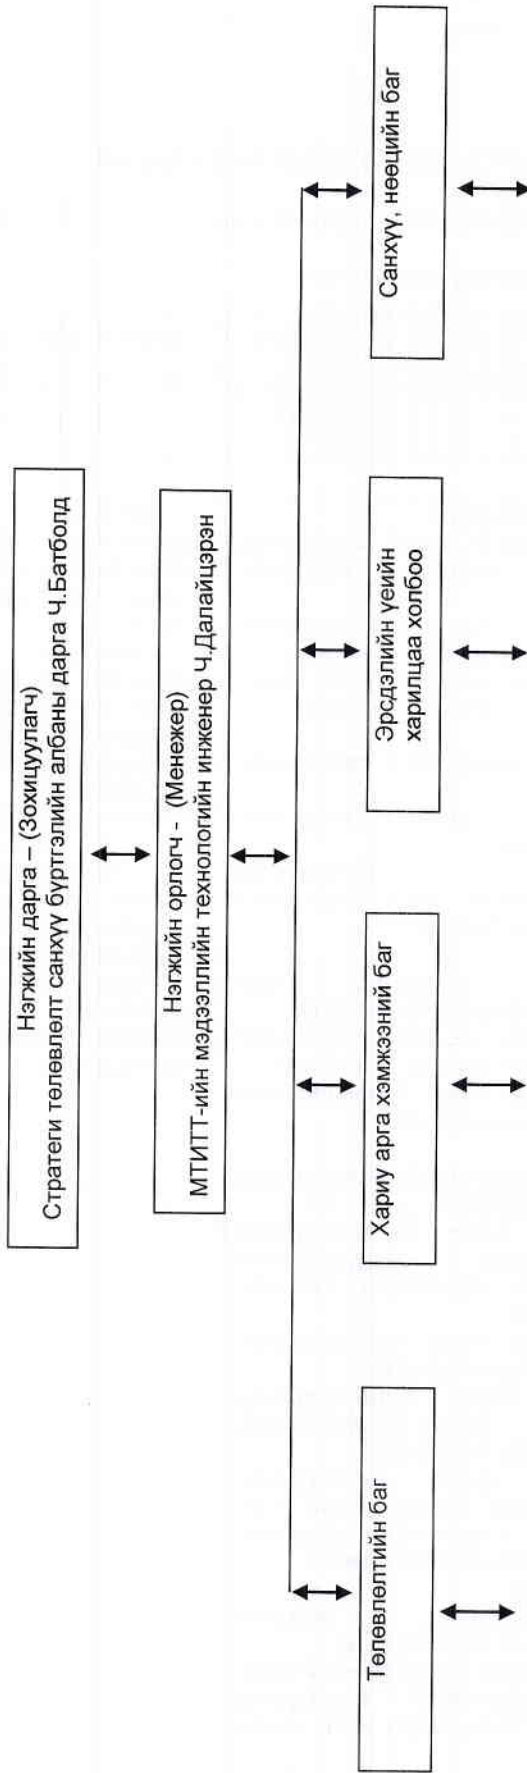 Нэгжийн дарга – (Зохицуулагч)
Стратеги төлөвлөлт санхүү бүртгэлийн албаны дарга Ч.Батболд
Нэгжийн орлогч - (Менежер)
МТИТТ-ийн мэдээллийн технологийн инженер Ч.Далайцэрэн
Төлөвлөлтийн баг
Хариу арга хэмжээний баг
Эрсдэлийн үеийн
харилцаа холбоо
Санхүү, нөөцийн баг